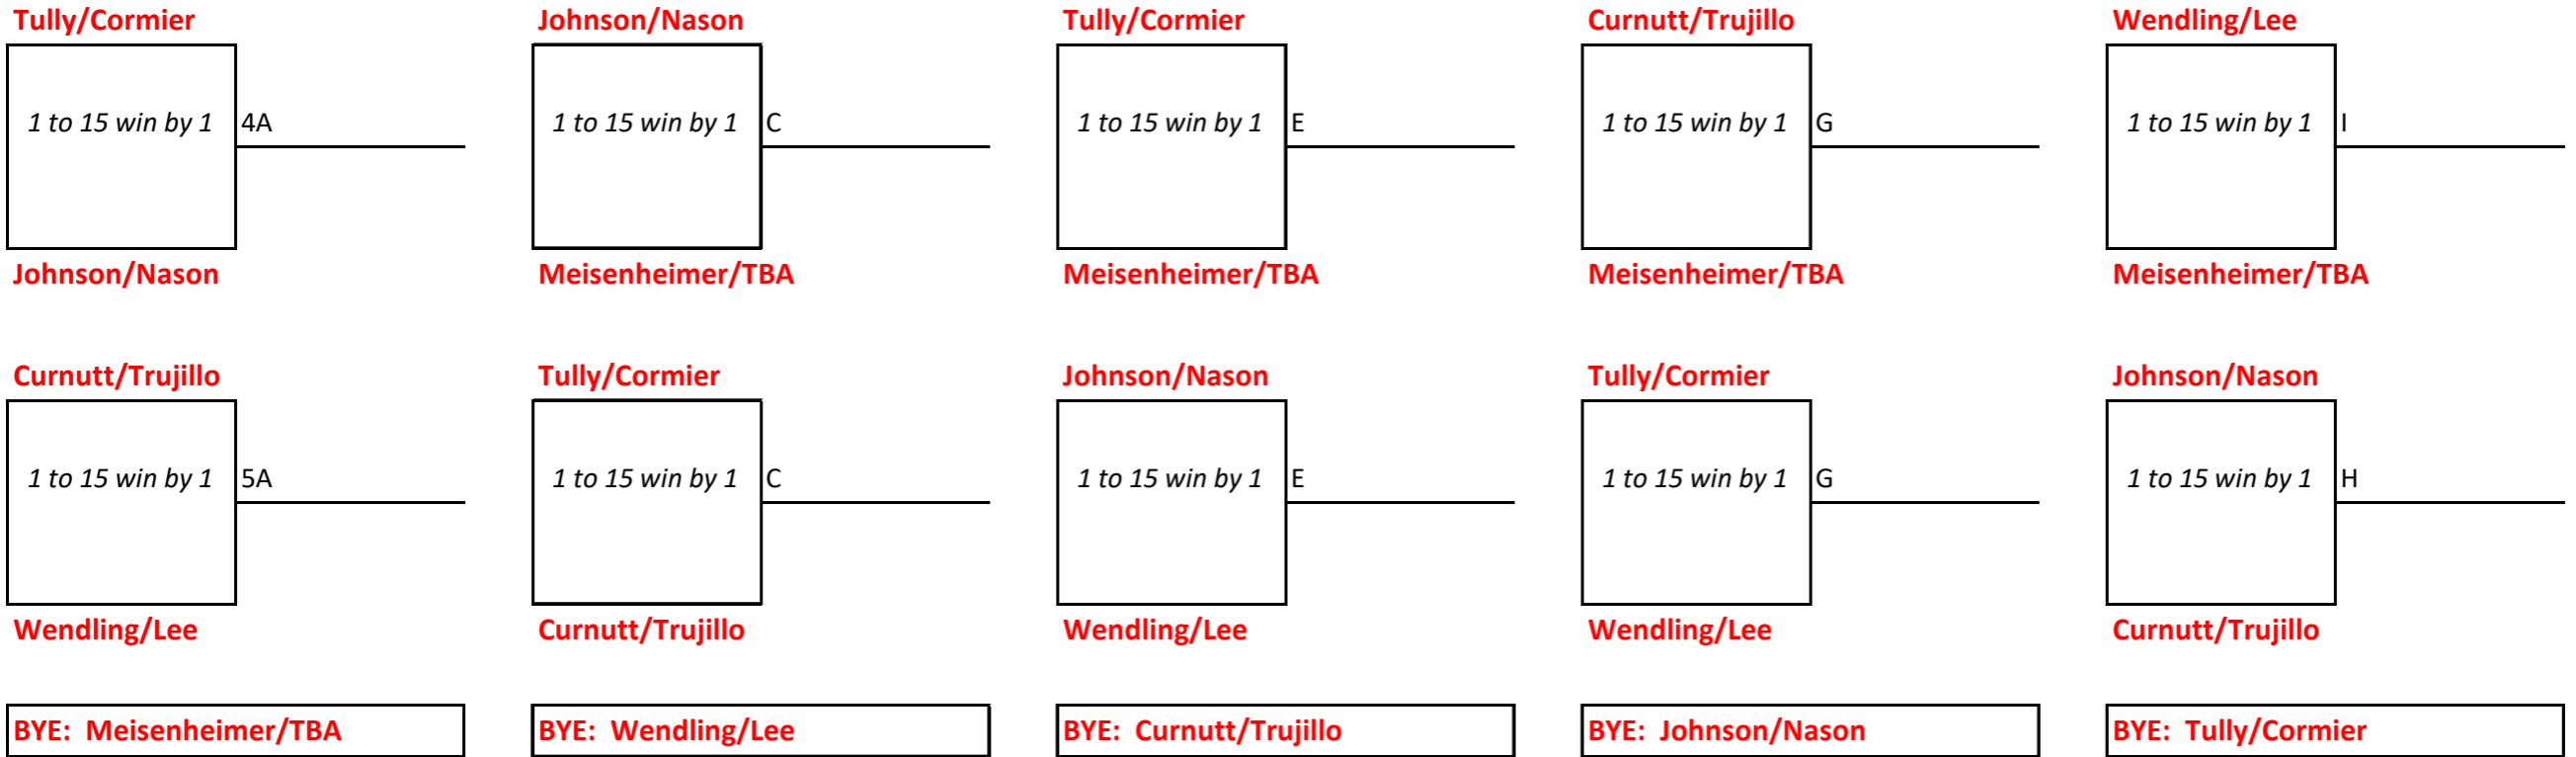 Tully/Cormier
Johnson/Nason
Tully/Cormier
Curnutt/Trujillo
Wendling/Lee
1 to 15 win by 1 4A
1 to 15 win by 1 C
1 to 15 win by 1 E
1 to 15 win by 1 G
1 to 15 win by 1 I
Johnson/Nason
Meisenheimer/TBA
Meisenheimer/TBA
Meisenheimer/TBA
Meisenheimer/TBA
Curnutt/Trujillo
Tully/Cormier
Johnson/Nason
Tully/Cormier
Johnson/Nason
1 to 15 win by 1 5A
1 to 15 win by 1 C
1 to 15 win by 1 E
1 to 15 win by 1 G
1 to 15 win by 1 H
Wendling/Lee
Curnutt/Trujillo
Wendling/Lee
Wendling/Lee
Curnutt/Trujillo
BYE: Meisenheimer/TBA
BYE: Wendling/Lee
BYE: Curnutt/Trujillo
BYE: Johnson/Nason
BYE: Tully/Cormier